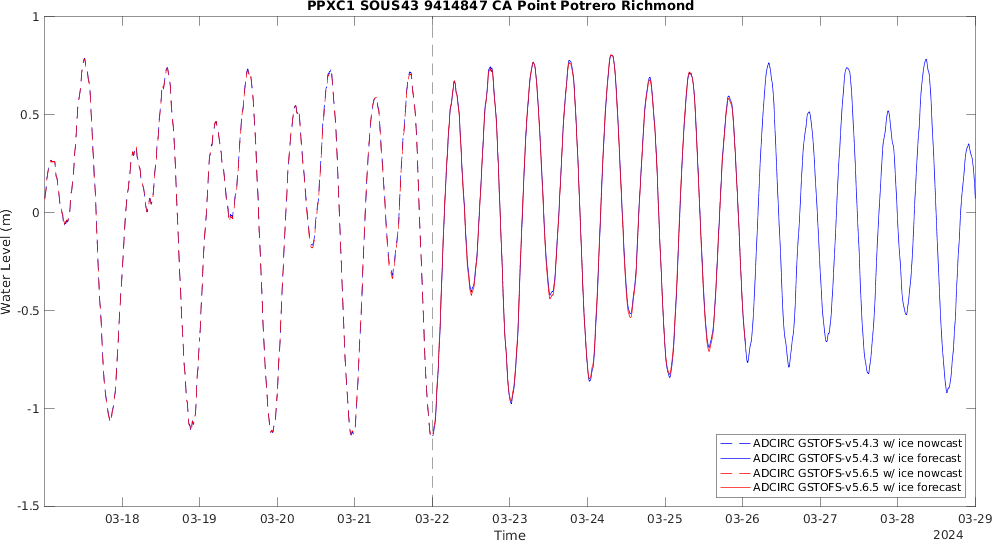 PPXC1 SOUS43 9414847 CA Point Potrero Richmond
1
0.5
0
-0.5
-1
-1.5
Water Level (m)
ADCIRC GSTOFS-v5.4.3 w/ ice nowcast
ADCIRC GSTOFS-v5.4.3 w/ ice forecast
ADCIRC GSTOFS-v5.6.5 w/ ice nowcast
ADCIRC GSTOFS-v5.6.5 w/ ice forecast
03-18 03-19 03-20 03-21 03-22 03-23 03-24 03-25 03-26 03-27 03-28 03-29
Time
2024